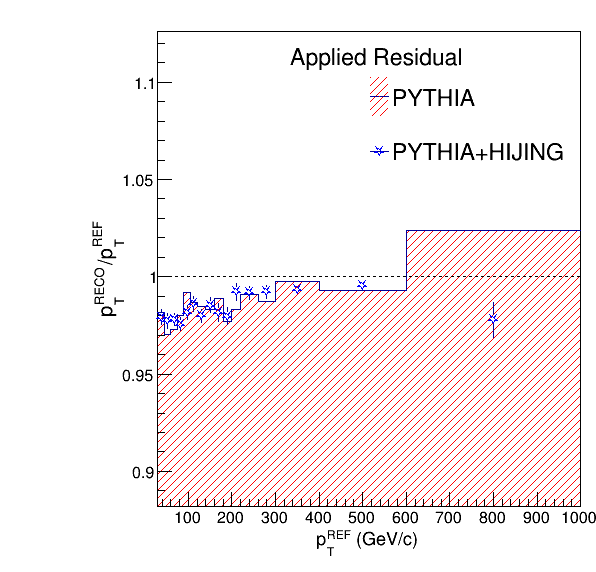 Applied Residual
PYTHIA
PYTHIA+HIJING
p_T^RECO/p_T^REF
1.1
1.05
1
0.95
0.9
100 200 300 400 500 600 700 800 900 1000
p_T^REF (GeV/c)